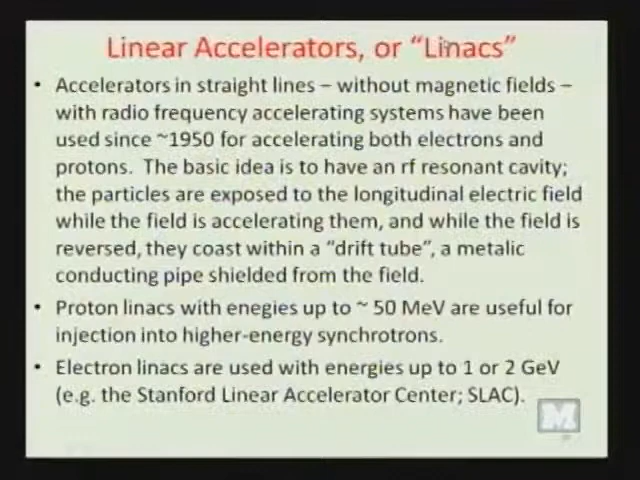 Linear Accelerators, or “Linacs”
• Accelerators in straight lines – without magnetic fields –
with radio frequency accelerating systems have been
used since ~1950 for accelerating both electrons and
protons.  The basic idea is to have an rf resonant cavity;
the particles are exposed to the longitudinal electric field
while the field is accelerating them, and while the field is
reversed, they coast within a “drift tube”, a metalic
conducting pipe shielded from the field.
• Proton linacs with enegies up to ~ 50 MeV are useful for
injection into higher-energy synchrotrons.
• Electron linacs are used with energies up to 1 or 2 GeV
(e.g. the Stanford Linear Accelerator Center; SLAC).
M